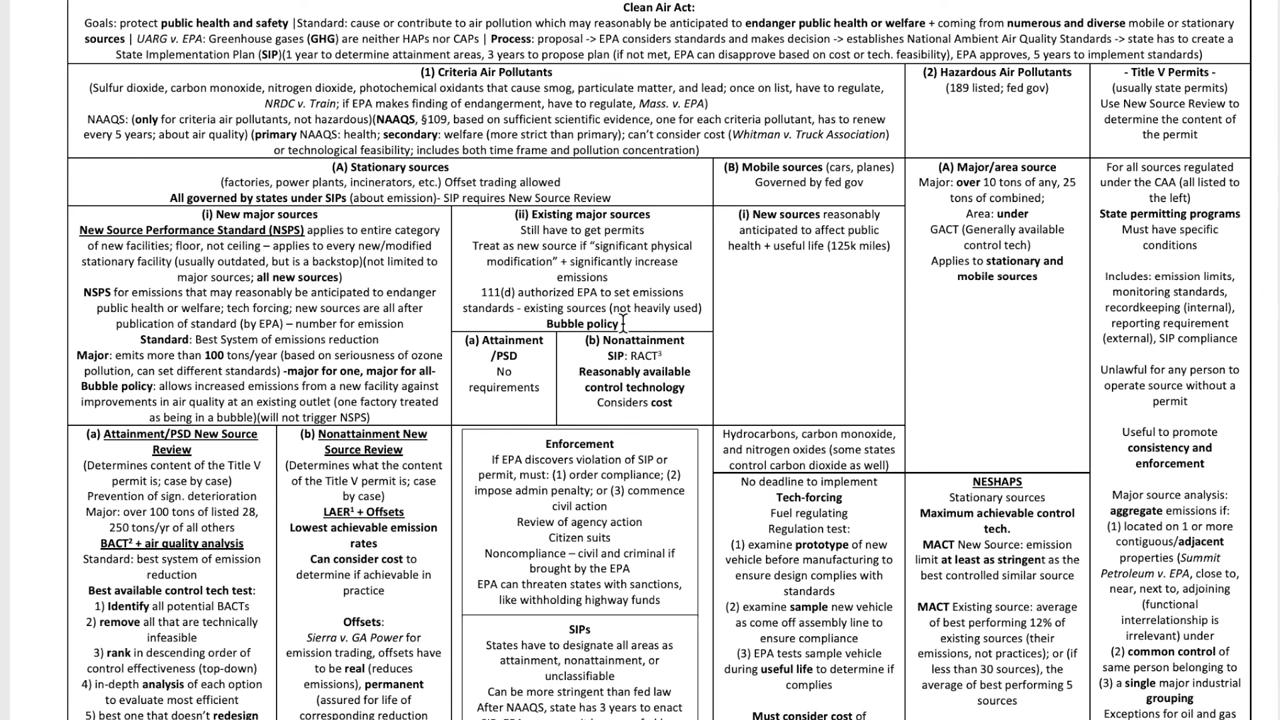 Clean Air Act:
Goals: protect public health and safety |Standard: cause or contribute to air pollution which may reasonably be anticipated to endanger public health or welfare + coming from numerous and diverse mobile or stationary
sources | UARG v. EPA: Greenhouse gases (GHG) are neither HAPs nor CAPs | Process: proposal -> EPA considers standards and makes decision -> establishes National Ambient Air Quality Standards -> state has to create a
State Implementation Plan (SIP)(1 year to determine attainment areas, 3 years to propose plan (if not met, EPA can disapprove based on cost or tech. feasibility), EPA approves, 5 years to implement standards)
(1) Criteria Air Pollutants
(Sulfur dioxide, carbon monoxide, nitrogen dioxide, photochemical oxidants that cause smog, particulate matter, and lead; once on list, have to regulate,
NRDC v. Train; if EPA makes finding of endangerment, have to regulate, Mass. v. EPA)
NAAQS: (only for criteria air pollutants, not hazardous)(NAAQS, §109, based on sufficient scientific evidence, one for each criteria pollutant, has to renew
every 5 years; about air quality) (primary NAAQS: health; secondary: welfare (more strict than primary); can't consider cost (Whitman v. Truck Association)
or technological feasibility; includes both time frame and pollution concentration)
(2) Hazardous Air Pollutants
(189 listed; fed gov)
- Title V Permits -
(usually state permits)
Use New Source Review to
determine the content of
the permit
(A) Stationary sources
(factories, power plants, incinerators, etc.) Offset trading allowed
All governed by states under SIPs (about emission)- SIP requires New Source Review
(B) Mobile sources (cars, planes)
Governed by fed gov
(A) Major/area source
Major: over 10 tons of any, 25
tons of combined;
Area: under
GACT (Generally available
control tech)
Applies to stationary and
mobile sources
For all sources regulated
under the CAA (all listed to
the left)
State permitting programs
Must have specific
conditions
Includes: emission limits,
monitoring standards,
recordkeeping (internal),
reporting requirement
(external), SIP compliance
Unlawful for any person to
operate source without a
permit
Useful to promote
consistency and
enforcement
Major source analysis:
aggregate emissions if:
(1) located on 1 or more
contiguous/adjacent
properties (Summit
Petroleum v. EPA, close to,
near, next to, adjoining
(functional
interrelationship is
irrelevant) under
(2) common control of
same person belonging to
(3) a single major industrial
grouping
Exceptions for oil and gas
(i) New major sources
New Source Performance Standard (NSPS) applies to entire category
of new facilities; floor, not ceiling – applies to every new/modified
stationary facility (usually outdated, but is a backstop)(not limited to
major sources; all new sources)
NSPS for emissions that may reasonably be anticipated to endanger
public health or welfare; tech forcing; new sources are all after
publication of standard (by EPA) – number for emission
Standard: Best System of emissions reduction
Major: emits more than 100 tons/year (based on seriousness of ozone
pollution, can set different standards) -major for one, major for all-
Bubble policy: allows increased emissions from a new facility against
improvements in air quality at an existing outlet (one factory treated
as being in a bubble)(will not trigger NSPS)
(ii) Existing major sources
Still have to get permits
Treat as new source if “significant physical
modification” + significantly increase
emissions
111(d) authorized EPA to set emissions
standards - existing sources (not heavily used)
Bubble policy
(a) Attainment
/PSD
No
requirements
(b) Nonattainment
SIP: RACT3
Reasonably available
control technology
Considers cost
(i) New sources reasonably
anticipated to affect public
health + useful life (125k miles)
(a) Attainment/PSD New Source
Review
(Determines content of the Title V
permit is; case by case)
Prevention of sign. deterioration
Major: over 100 tons of listed 28,
250 tons/yr of all others
BACT2 + air quality analysis
Standard: best system of emission
reduction
Best available control tech test:
1) Identify all potential BACTs
2) remove all that are technically
infeasible
3) rank in descending order of
control effectiveness (top-down)
4) in-depth analysis of each option
to evaluate most efficient
5) best one that doesn't redesign
(b) Nonattainment New
Source Review
(Determines what the content
of the Title V permit is; case
by case)
LAER1 + Offsets
Lowest achievable emission
rates
Can consider cost to
determine if achievable in
practice
Offsets:
Sierra v. GA Power for
emission trading, offsets have
to be real (reduces
emissions), permanent
(assured for life of
corresponding reduction
Enforcement
If EPA discovers violation of SIP or
permit, must: (1) order compliance; (2)
impose admin penalty; or (3) commence
civil action
Review of agency action
Citizen suits
Noncompliance – civil and criminal if
brought by the EPA
EPA can threaten states with sanctions,
like withholding highway funds
SIPs
States have to designate all areas as
attainment, nonattainment, or
unclassifiable
Can be more stringent than fed law
After NAAQS, state has 3 years to enact
Hydrocarbons, carbon monoxide,
and nitrogen oxides (some states
control carbon dioxide as well)
No deadline to implement
Tech-forcing
Fuel regulating
Regulation test:
(1) examine prototype of new
vehicle before manufacturing to
ensure design complies with
standards
(2) examine sample new vehicle
as come off assembly line to
ensure compliance
(3) EPA tests sample vehicle
during useful life to determine if
complies
Must consider cost of
NESHAPS
Stationary sources
Maximum achievable control
tech.
MACT New Source: emission
limit at least as stringent as the
best controlled similar source
MACT Existing source: average
of best performing 12% of
existing sources (their
emissions, not practices); or (if
less than 30 sources), the
average of best performing 5
sources